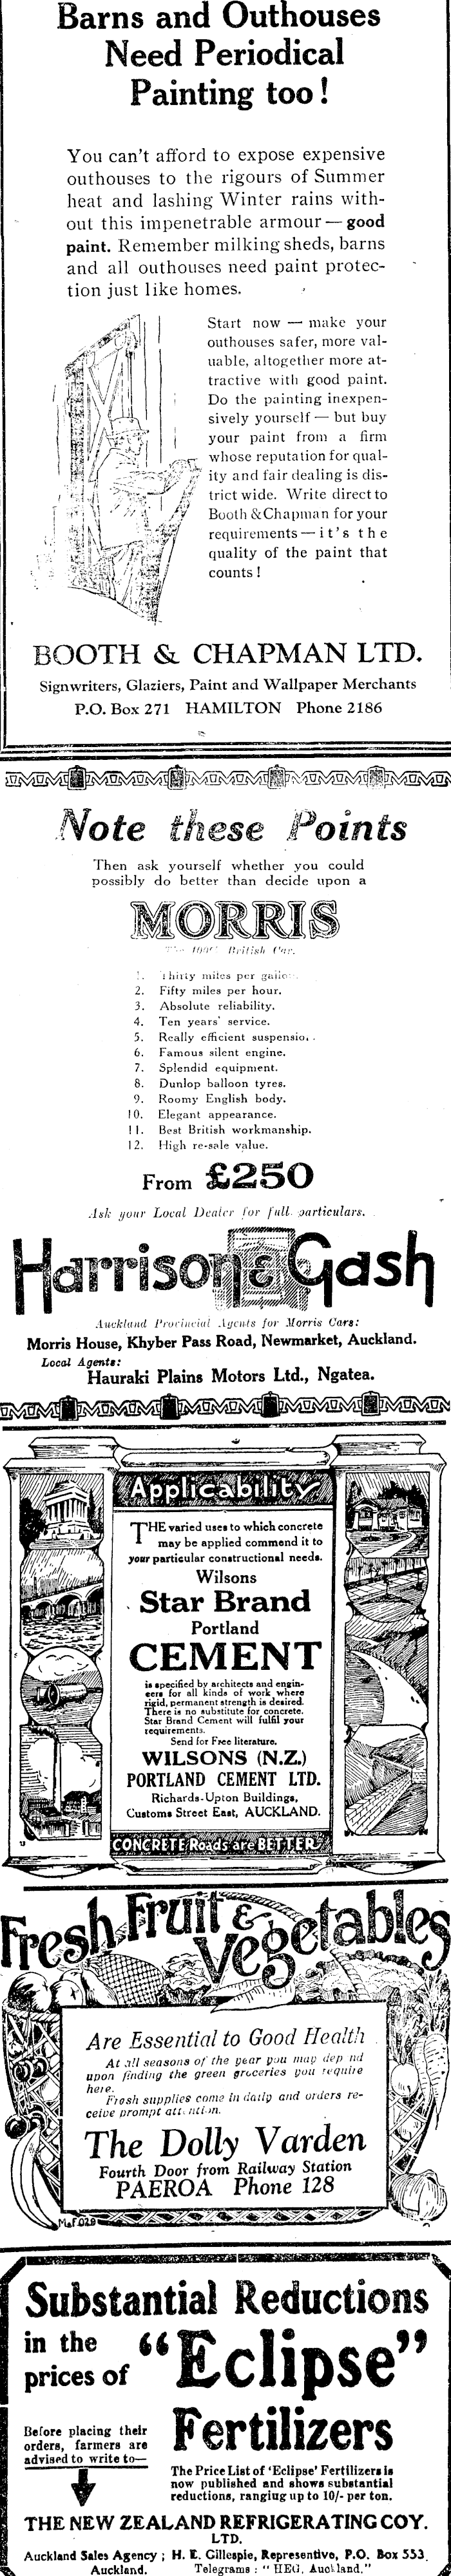 Barns and Outhouses
Need Periodical
Painting too!
You can't afford to expose expensive
outhouses to the rigours of Summer
heat and lashing Winter rains with-
out this impenetrable armour — good
paint. Remember milking sheds, barns
and all outhouses need paint protec-
tion just like homes.
Start now — make your
outhouses safer, more val-
uable, altogether more at-
tractive with good paint.
Do the painting inexpen-
sively yourself — but buy
your paint from a firm
whose reputation for qual-
ity and fair dealing is dis-
trict wide. Write direct to
Booth & Chapman for your
requirements — it's the
quality of the paint that
counts!
BOOTH & CHAPMAN LTD.
Signwriters, Glaziers, Paint and Wallpaper Merchants
P.O. Box 271 HAMILTON Phone 2186
Note these Points
Then ask yourself whether you could
possibly do better than decide upon a
MORRIS
The 100% British Car.
1. Thirty miles per gallon.
2. Fifty miles per hour.
3. Absolute reliability.
4. Ten years' service.
5. Really efficient suspensio.
6. Famous silent engine.
7. Splendid equipment.
8. Dunlop balloon tyres.
9. Roomy English body.
10. Elegant appearance.
11. Best British workmanship.
12. High re-sale value.
From £250
Ask your Local Dealer for full particulars.
Harrison & Gash
Auckland Provincial Agents for Morris Cars:
Morris House, Khyber Pass Road, Newmarket, Auckland.
Local Agents:
Hauraki Plains Motors Ltd., Ngatea.
Applicability
THE varied uses to which concrete
may be applied commend it to
your particular constructional needs.
Wilsons
Star Brand
Portland
CEMENT
is specified by architects and engin-
eers for all kinds of work where
rigid, permanent strength is desired.
There is no substitute for concrete.
Star Brand Cement will fulfil your
requirements.
Send for Free literature.
WILSONS (N.Z.)
PORTLAND CEMENT LTD.
Richards-Upton Buildings,
Customs Street East, AUCKLAND.
CONCRETE Roads are BETTER
Fresh Fruit & Vegetables
Are Essential to Good Health
At all seasons of the year you may dep nd
upon finding the green groceries you require
here.
Fresh supplies come in daily and orders re-
ceive prompt attention.
The Dolly Varden
Fourth Door from Railway Station
PAEROA Phone 128
Substantial Reductions
in the
prices of
"Eclipse"
Fertilizers
Before placing their
orders, farmers are
advised to write to—
The Price List of 'Eclipse' Fertilizers is
now published and shows substantial
reductions, ranging up to 10/- per ton.
THE NEW ZEALAND REFRIGERATING COY.
LTD.
Auckland Sales Agency; H. E. Gillespie, Representive, P.O. Box 553,
Auckland. Telegrams: "HEG, Auckland."